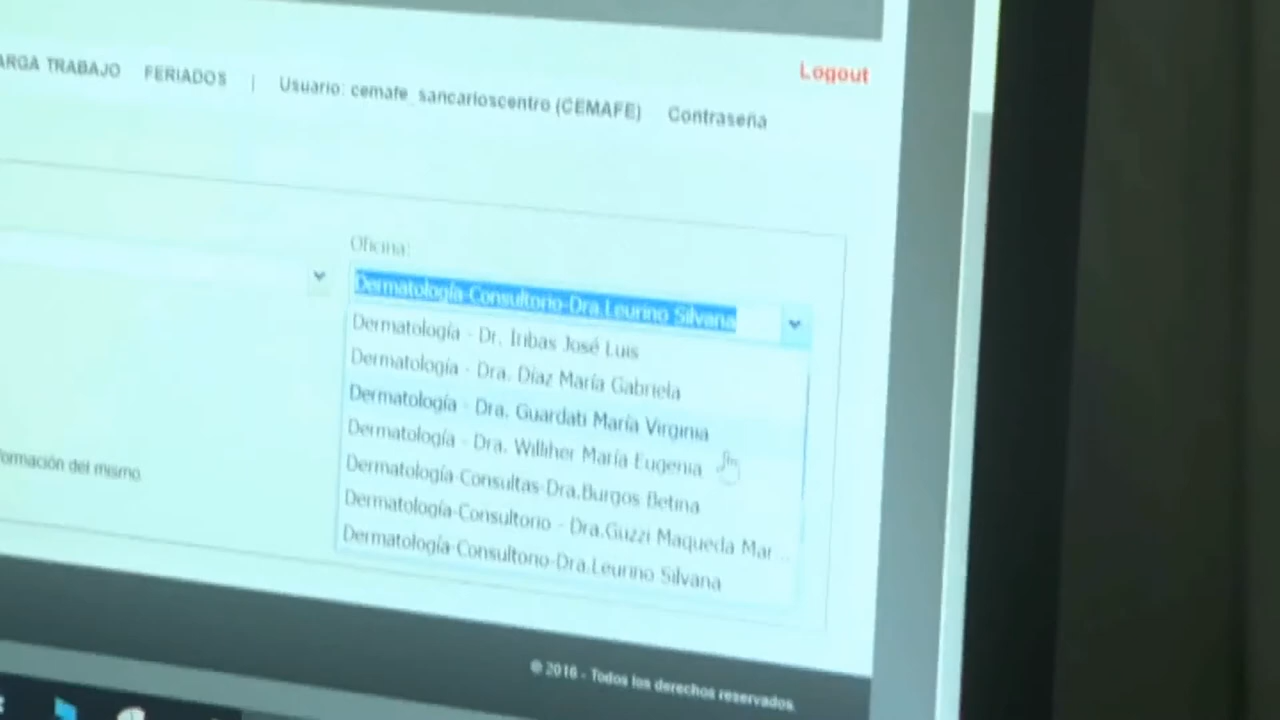 ARGA TRABAJO FERIADOS | Usuario: cemafe_sancarloscentro (CEMAFE) Contraseña
Logout
Oficina:
Dermatología-Consultorio-Dra.Leurino Silvana
Dermatología - Dr. Iribas José Luis
Dermatología - Dra. Díaz María Gabriela
Dermatología - Dra. Guardati María Virginia
Dermatología - Dra. Williner María Eugenia
Dermatología-Consultas-Dra.Burgos Betina
Dermatología-Consultorio - Dra.Guzzi Maqueda Mar...
Dermatología-Consultorio-Dra.Leurino Silvana
ormación del mismo
© 2016 - Todos los derechos reservados.